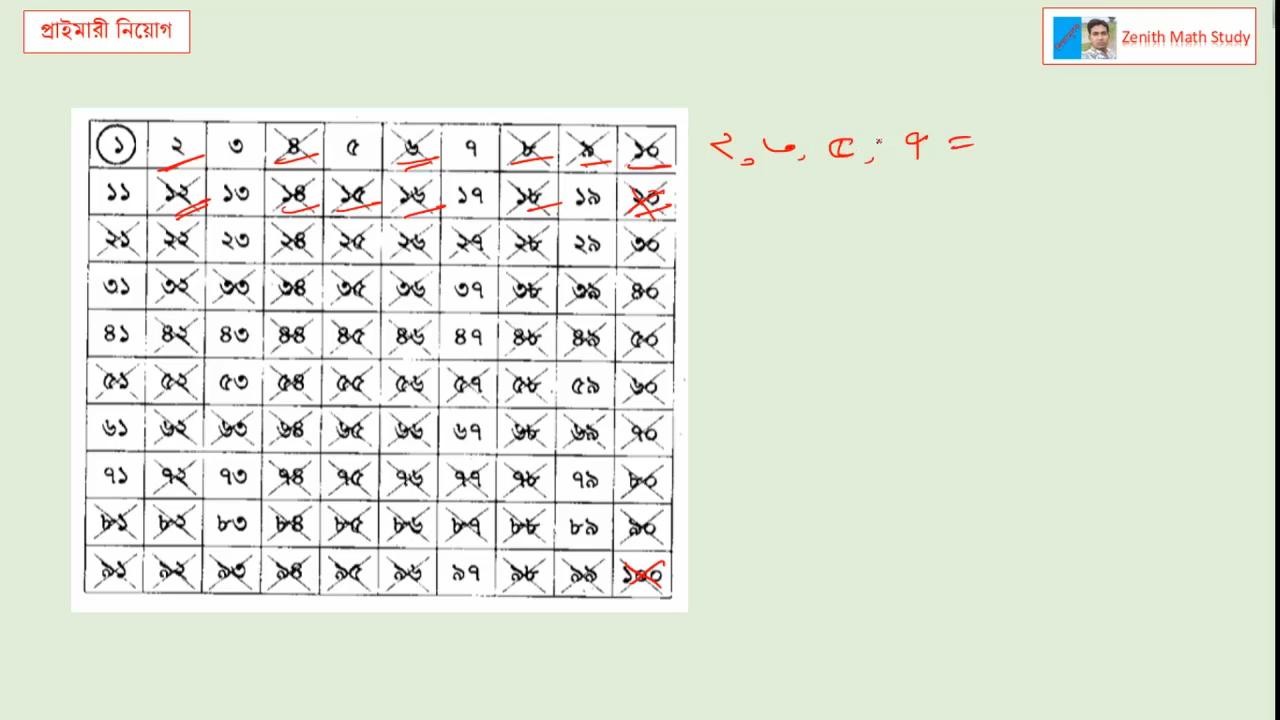 প্রাইমারী নিয়োগ
Zenith Math Study
১ ২ ৩ ৪ ৫ ৬ ৭ ৮ ৯ ১০
২, ৩, ৫, ৭ =
১১ ১২ ১৩ ১৪ ১৫ ১৬ ১৭ ১৮ ১৯ ২০
২১ ২২ ২৩ ২৪ ২৫ ২৬ ২৭ ২৮ ২৯ ৩০
৩১ ৩২ ৩৩ ৩৪ ৩৫ ৩৬ ৩৭ ৩৮ ৩৯ ৪০
৪১ ৪২ ৪৩ ৪৪ ৪৫ ৪৬ ৪৭ ৪৮ ৪৯ ৫০
৫১ ৫২ ৫৩ ৫৪ ৫৫ ৫৬ ৫৭ ৫৮ ৫৯ ৬০
৬১ ৬২ ৬৩ ৬৪ ৬৫ ৬৬ ৬৭ ৬৮ ৬৯ ৭০
৭১ ৭২ ৭৩ ৭৪ ৭৫ ৭৬ ৭৭ ৭৮ ৭৯ ৮০
৮১ ৮২ ৮৩ ৮৪ ৮৫ ৮৬ ৮৭ ৮৮ ৮৯ ৯০
৯১ ৯২ ৯৩ ৯৪ ৯৫ ৯৬ ৯৭ ৯৮ ৯৯ ১০০